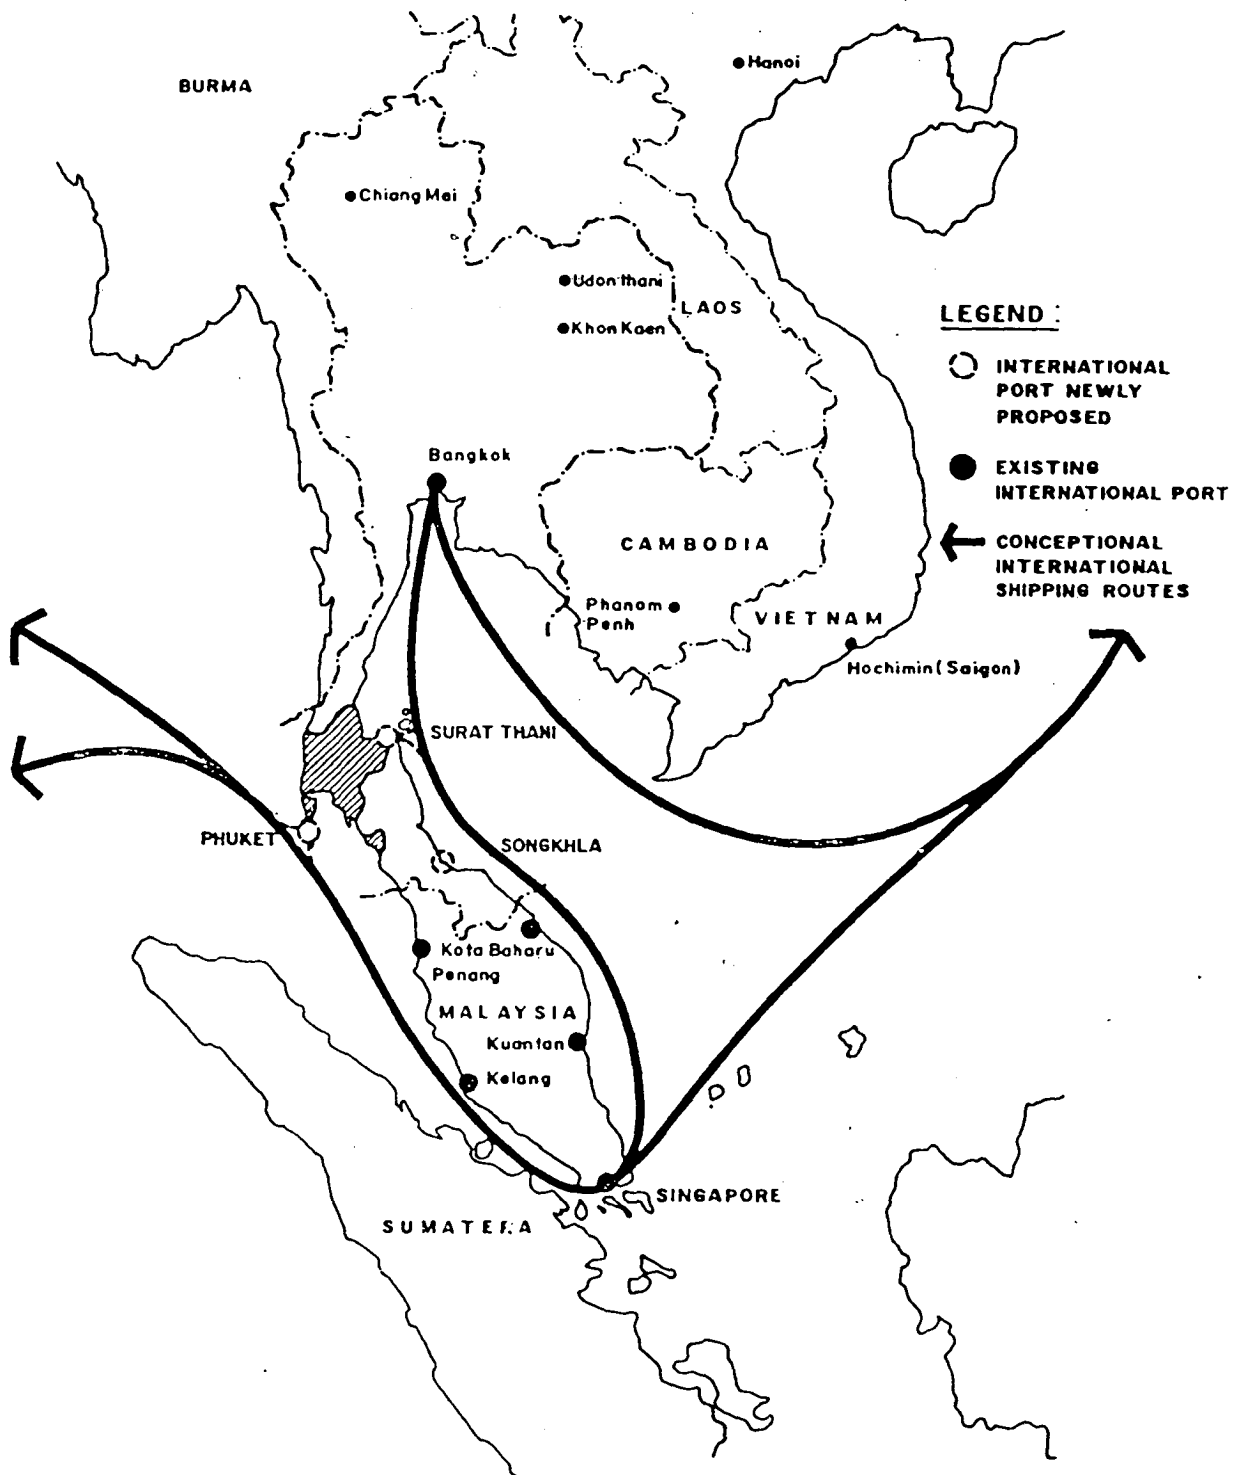 Hanoi
BURMA
Chiang Mai
Udon thani
LAOS
Khon Kaen
LEGEND :
INTERNATIONAL
PORT NEWLY
PROPOSED
Bangkok
EXISTING
INTERNATIONAL PORT
CAMBODIA
CONCEPTIONAL
INTERNATIONAL
SHIPPING ROUTES
Phanom
Penh
VIETNAM
Hochimin (Saigon)
SURAT THANI
PHUKET
SONGKHLA
Kota Baharu
Penang
MALAYSIA
Kuantan
Kelang
SINGAPORE
SUMATERA